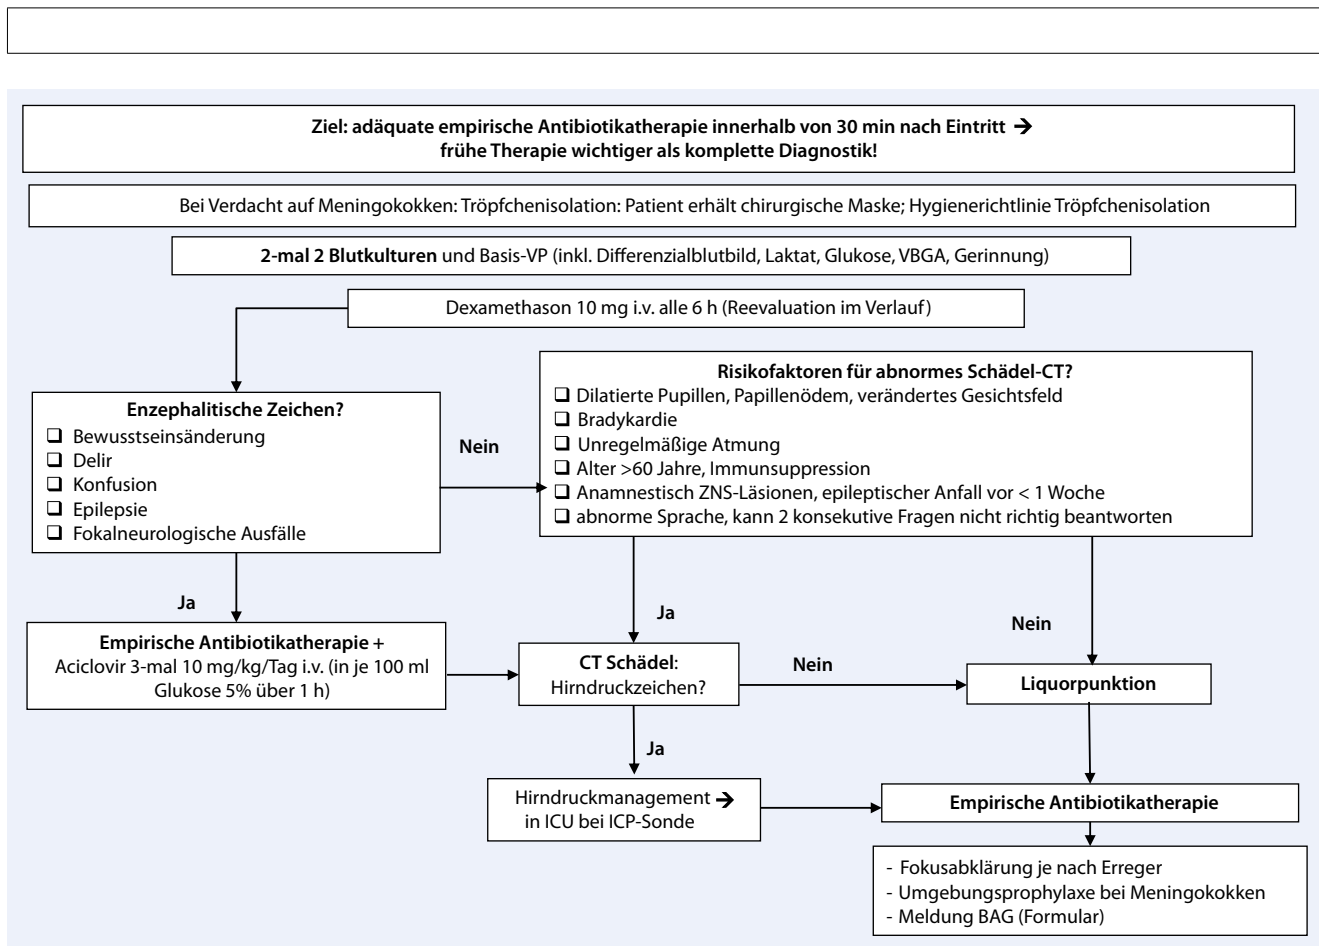 Ziel: adäquate empirische Antibiotikatherapie innerhalb von 30 min nach Eintritt ➔
frühe Therapie wichtiger als komplette Diagnostik!
Bei Verdacht auf Meningokokken: Tröpfchenisolation: Patient erhält chirurgische Maske; Hygienerichtlinie Tröpfchenisolation
2-mal 2 Blutkulturen und Basis-VP (inkl. Differenzialblutbild, Laktat, Glukose, VBGA, Gerinnung)
Dexamethason 10 mg i.v. alle 6 h (Reevaluation im Verlauf)
Enzephalitische Zeichen?
❑ Bewusstseinsänderung
❑ Delir
❑ Konfusion
❑ Epilepsie
❑ Fokalneurologische Ausfälle
Nein
Risikofaktoren für abnormes Schädel-CT?
❑ Dilatierte Pupillen, Papillenödem, verändertes Gesichtsfeld
❑ Bradykardie
❑ Unregelmäßige Atmung
❑ Alter >60 Jahre, Immunsuppression
❑ Anamnestisch ZNS-Läsionen, epileptischer Anfall vor < 1 Woche
❑ abnorme Sprache, kann 2 konsekutive Fragen nicht richtig beantworten
Ja
Ja
Nein
Empirische Antibiotikatherapie +
Aciclovir 3-mal 10 mg/kg/Tag i.v. (in je 100 ml
Glukose 5% über 1 h)
CT Schädel:
Hirndruckzeichen?
Nein
Liquorpunktion
Ja
Hirndruckmanagement ➔
in ICU bei ICP-Sonde
Empirische Antibiotikatherapie
- Fokusabklärung je nach Erreger
- Umgebungsprophylaxe bei Meningokokken
- Meldung BAG (Formular)